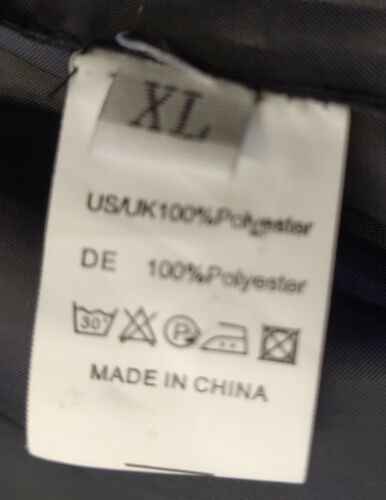 XL
US/UK100%Polyester
DE 100%Polyester
30° P
MADE IN CHINA